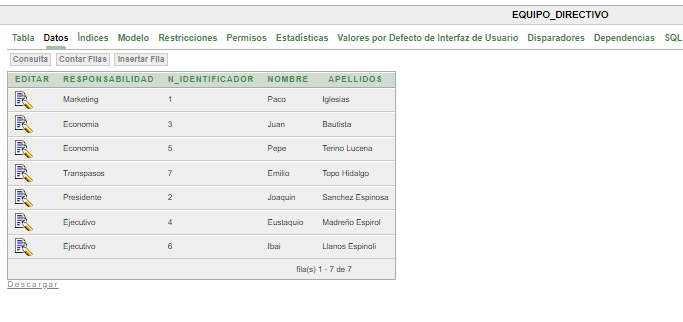 EQUIPO_DIRECTIVO
Tabla Datos Índices Modelo Restricciones Permisos Estadísticas Valores por Defecto de Interfaz de Usuario Disparadores Dependencias SQL
Consulta Contar Filas Insertar Fila
EDITAR RESPONSABILIDAD N_IDENTIFICADOR NOMBRE APELLIDOS
Marketing 1 Paco Iglesias
Economia 3 Juan Bautista
Economia 5 Pepe Terino Lucena
Transpasos 7 Emilio Topo Hidalgo
Presidente 2 Joaquin Sanchez Espinosa
Ejecutivo 4 Eustaquio Madreño Espirol
Ejecutivo 6 Ibai Llanos Espinoli
fila(s) 1 - 7 de 7
Descargar